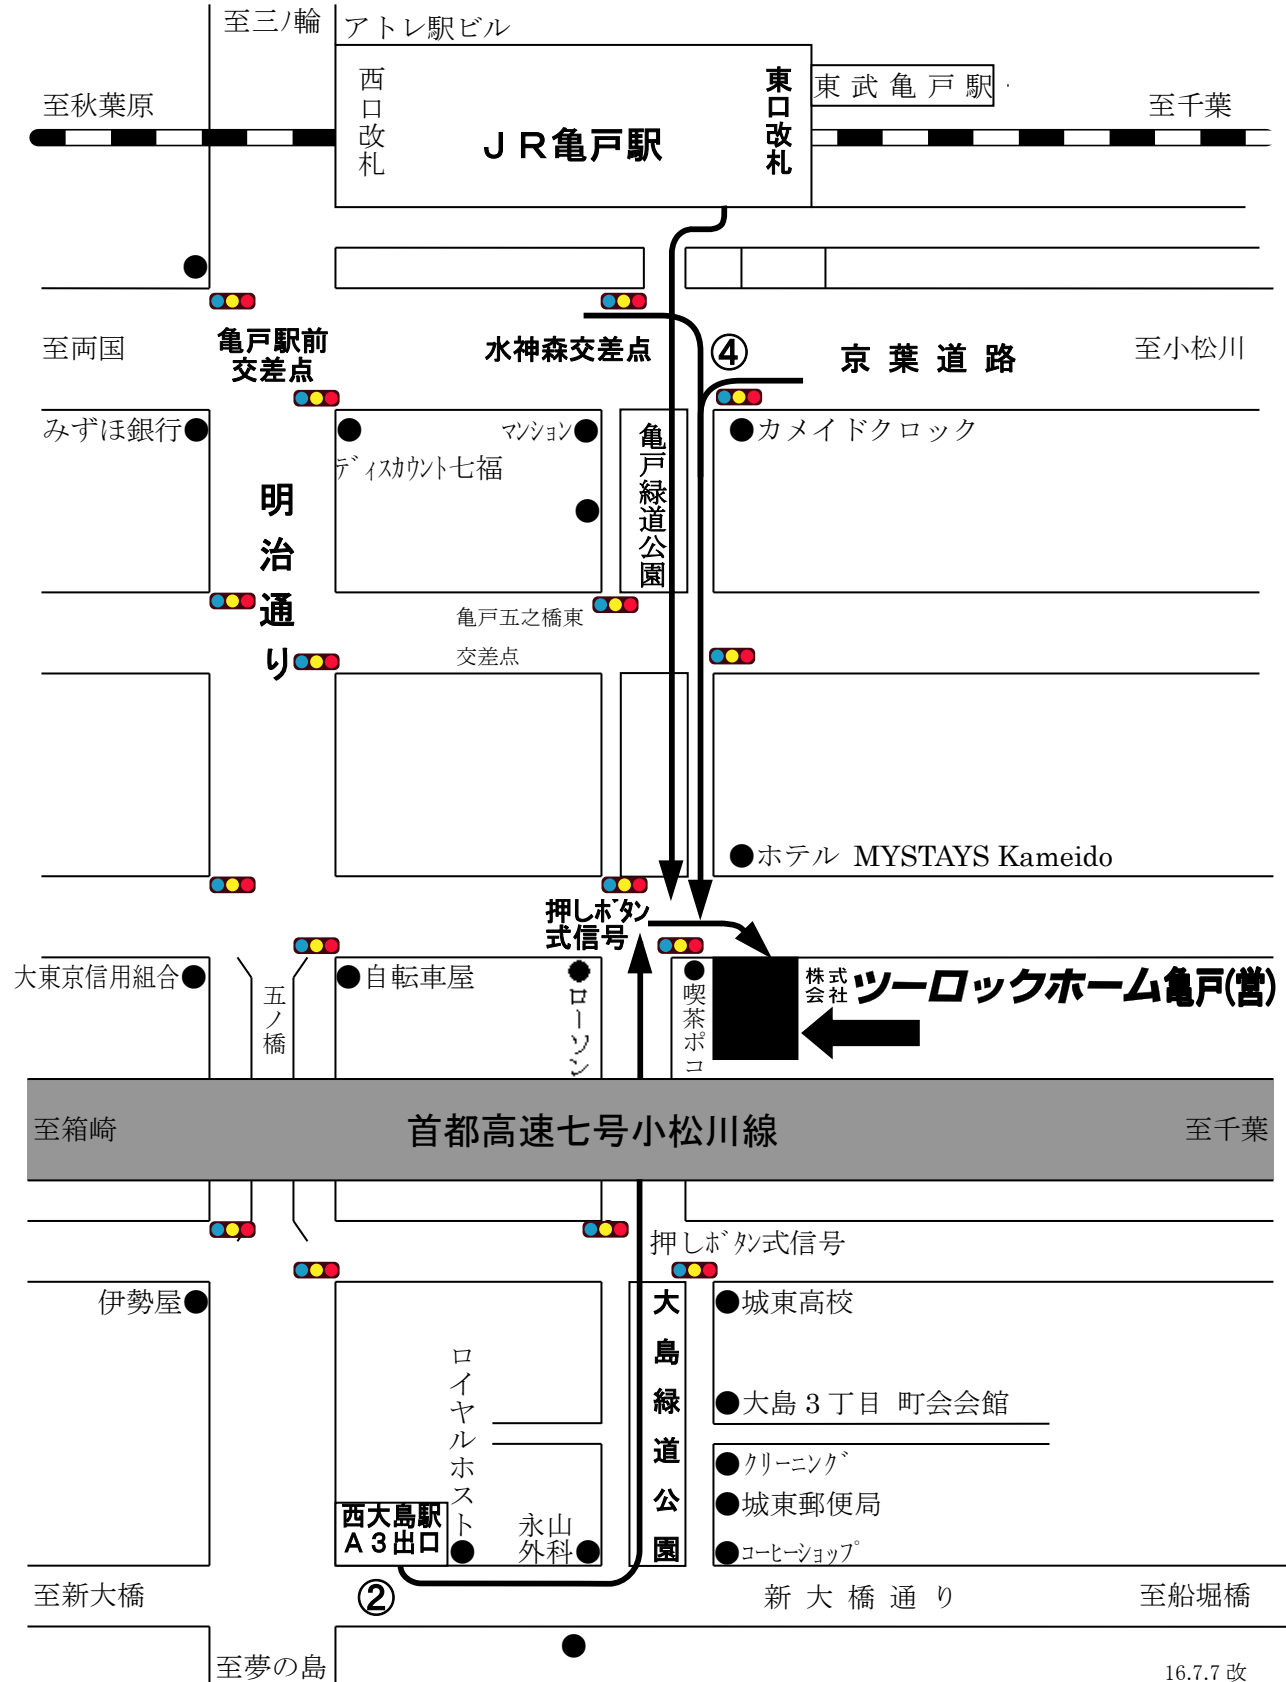 至三ノ輪
アトレ駅ビル
至秋葉原
西口改札
ＪＲ亀戸駅
東口改札
東武亀戸駅
至千葉
至両国
亀戸駅前
交差点
水神森交差点
④
京葉道路
至小松川
みずほ銀行
ディスカウント七福
マンション
亀戸緑道公園
カメイドクロック
明治通り
亀戸五之橋東
交差点
ホテル MYSTAYS Kameido
押しボタン
式信号
大東京信用組合
五ノ橋
自転車屋
ローソン
喫茶ポコ
株式
会社
ツーロックホーム亀戸(営)
至箱崎
首都高速七号小松川線
至千葉
押しボタン式信号
伊勢屋
ロイヤルホスト
大島緑道公園
城東高校
大島３丁目 町会会館
クリーニング
城東郵便局
コーヒーショップ
西大島駅
Ａ３出口
永山
外科
②
至新大橋
新大橋通り
至船堀橋
至夢の島
16.7.7 改